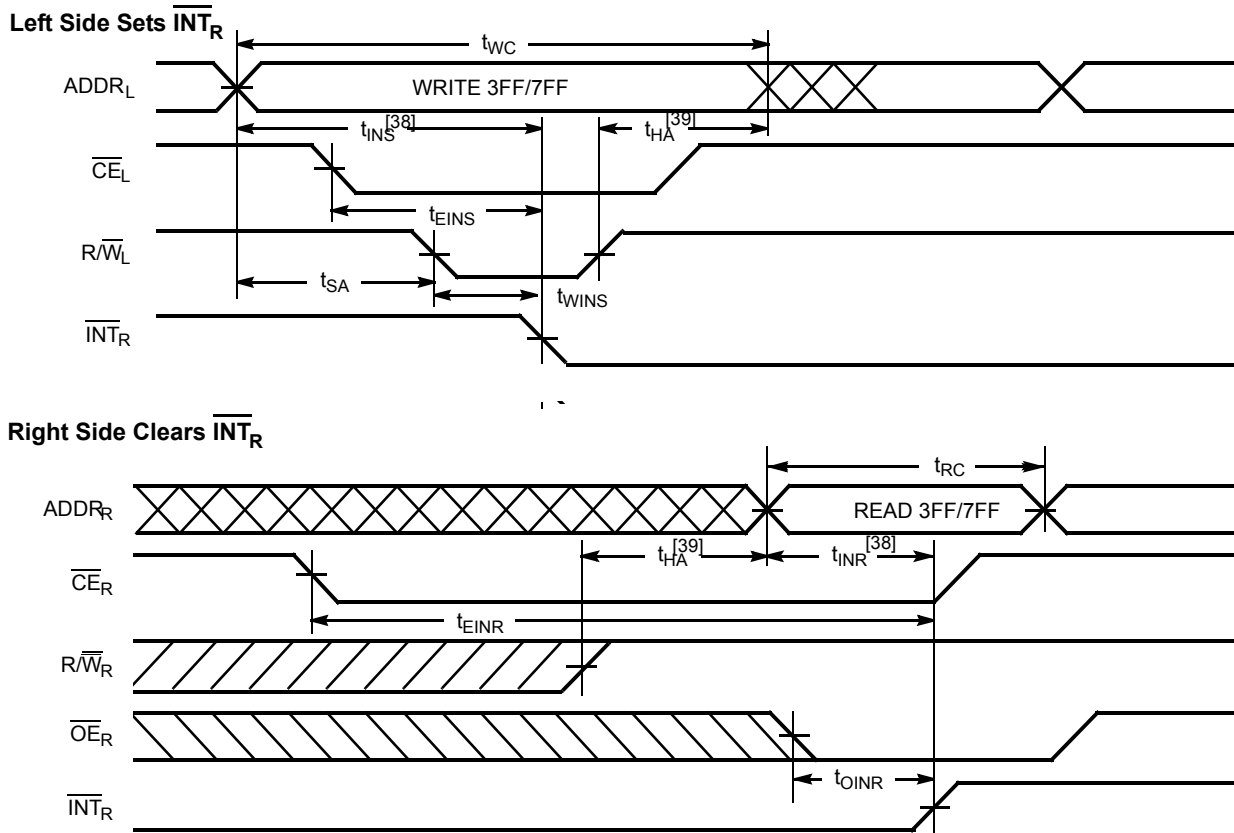 Left Side Sets INT_R
t_WC
ADDR_L WRITE 3FF/7FF
t_INS[38] t_HA[39]
CE_L
t_EINS
R/W_L
t_SA t_WINS
INT_R
Right Side Clears INT_R
t_RC
ADDR_R READ 3FF/7FF
t_HA[39] t_INR[38]
CE_R
t_EINR
R/W_R
OE_R
t_OINR
INT_R